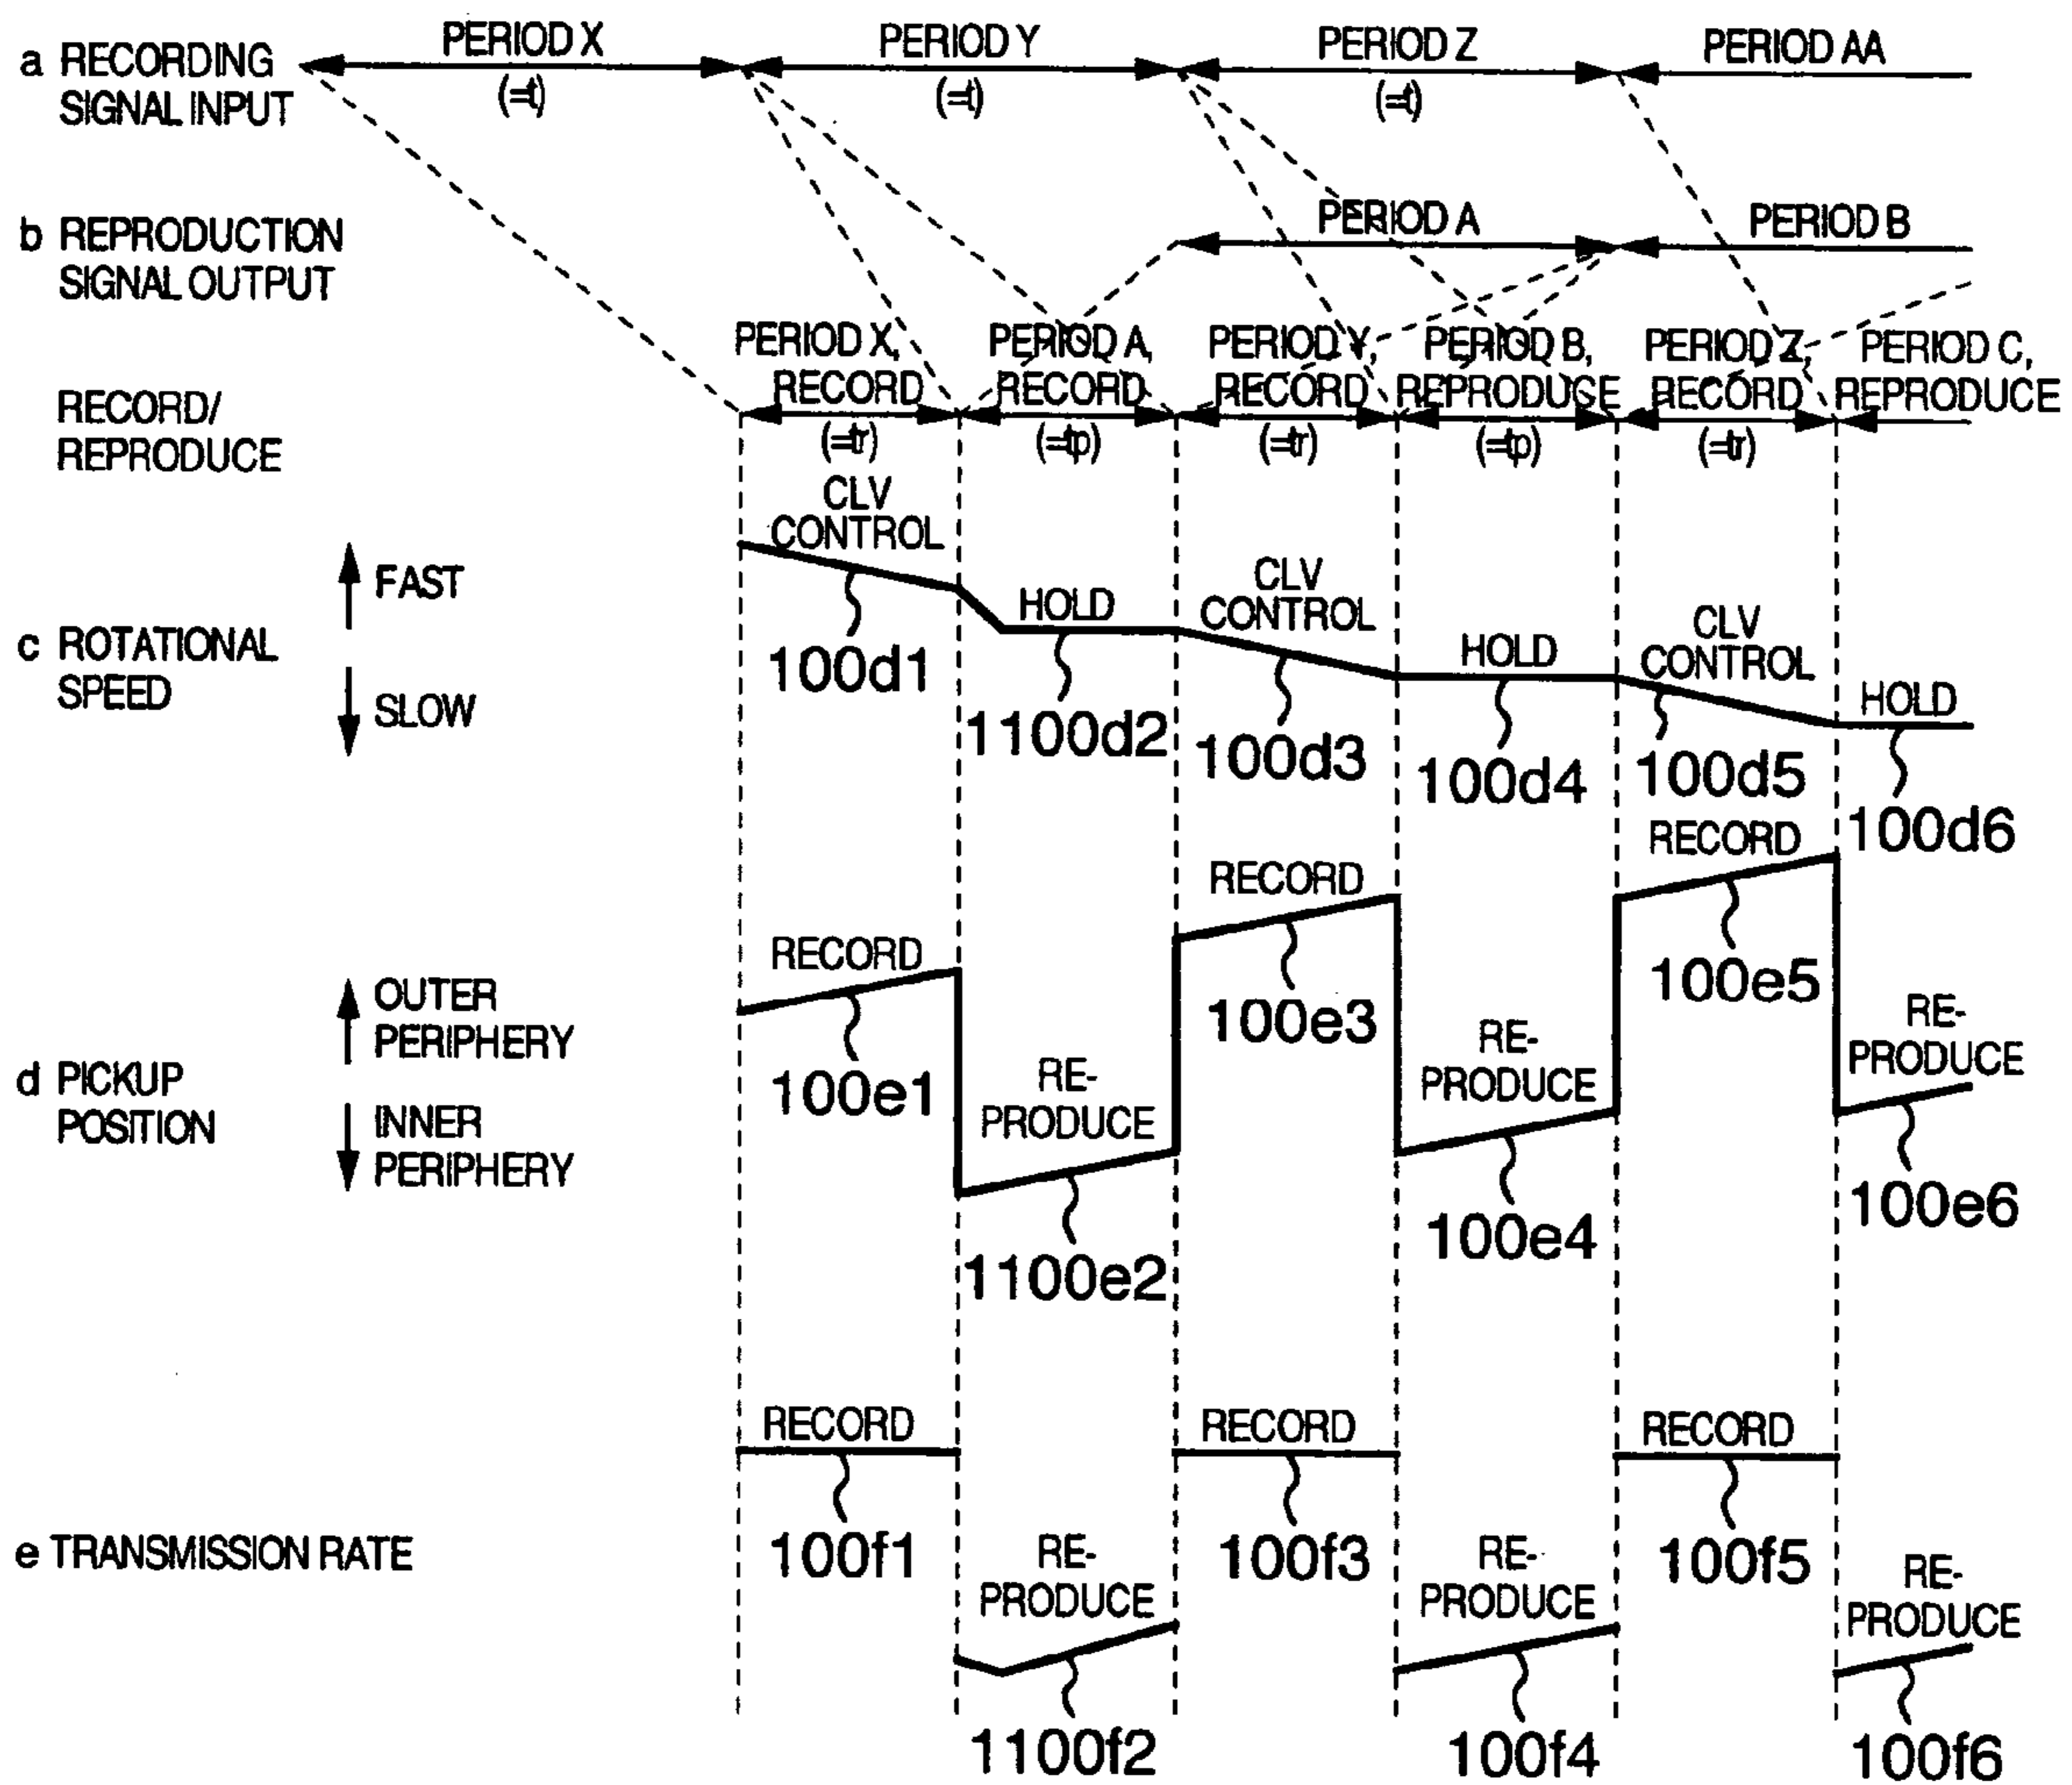 PERIOD X
PERIOD Y
PERIOD Z
PERIOD AA
a RECORDING
SIGNAL INPUT
(=t)
(=t)
(=t)
b REPRODUCTION
SIGNAL OUTPUT
PERIOD A
PERIOD B
RECORD/
REPRODUCE
PERIOD X,
RECORD
(=tr)
PERIOD A,
RECORD
(=tp)
PERIOD Y,
RECORD
(=tr)
PERIOD B,
REPRODUCE
(=tp)
PERIOD Z,
RECORD
(=tr)
PERIOD C,
REPRODUCE
c ROTATIONAL
SPEED
FAST
SLOW
CLV
CONTROL
HOLD
CLV
CONTROL
HOLD
CLV
CONTROL
HOLD
100d1
1100d2
100d3
100d4
100d5
100d6
d PICKUP
POSITION
OUTER
PERIPHERY
INNER
PERIPHERY
RECORD
100e1
RE-
PRODUCE
1100e2
RECORD
100e3
RE-
PRODUCE
100e4
RECORD
100e5
RE-
PRODUCE
100e6
e TRANSMISSION RATE
RECORD
100f1
RE-
PRODUCE
1100f2
RECORD
100f3
RE-
PRODUCE
100f4
RECORD
100f5
RE-
PRODUCE
100f6